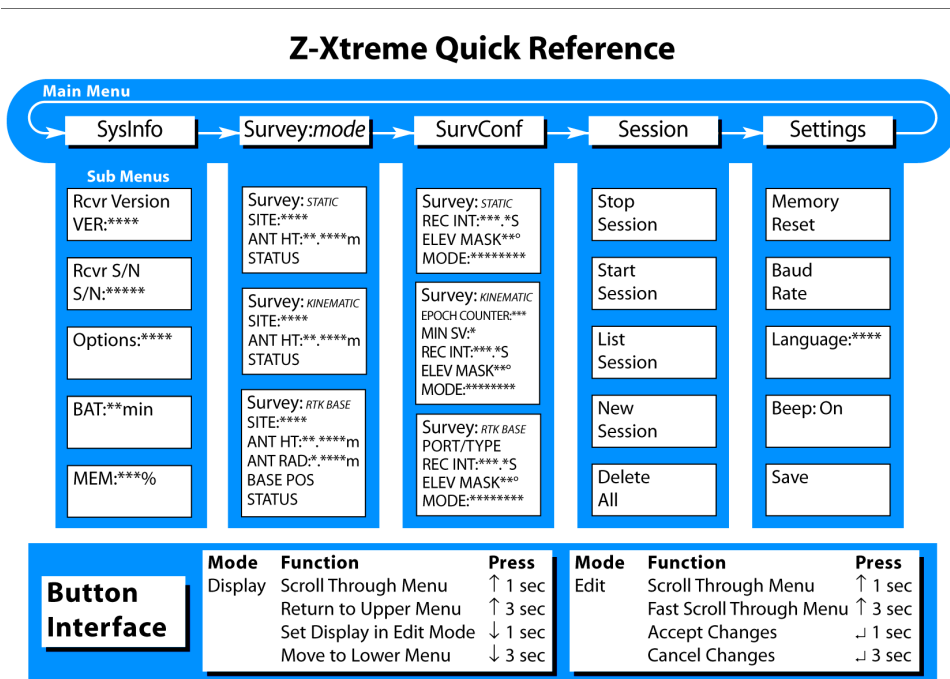 Z-Xtreme Quick Reference
Main Menu
SysInfo
Survey:mode
SurvConf
Session
Settings
Sub Menus
Rcvr Version
VER:****
Rcvr S/N
S/N:*****
Options:****
BAT:**min
MEM:***%
Survey: STATIC
SITE:****
ANT HT:**.****m
STATUS
Survey: KINEMATIC
SITE:****
ANT HT:**.****m
STATUS
Survey: RTK BASE
SITE:****
ANT HT:**.****m
ANT RAD:*.****m
BASE POS
STATUS
Survey: STATIC
REC INT:***.*S
ELEV MASK**º
MODE:********
Survey: KINEMATIC
EPOCH COUNTER:***
MIN SV:*
REC INT:***.*S
ELEV MASK**º
MODE:********
Survey: RTK BASE
PORT/TYPE
REC INT:***.*S
ELEV MASK**º
MODE:********
Stop
Session
Start
Session
List
Session
New
Session
Delete
All
Memory
Reset
Baud
Rate
Language:****
Beep: On
Save
Button
Interface
Mode Function Press
Display Scroll Through Menu ↑ 1 sec
Return to Upper Menu ↑ 3 sec
Set Display in Edit Mode ↓ 1 sec
Move to Lower Menu ↓ 3 sec
Mode Function Press
Edit Scroll Through Menu ↑ 1 sec
Fast Scroll Through Menu ↑ 3 sec
Accept Changes ↵ 1 sec
Cancel Changes ↵ 3 sec